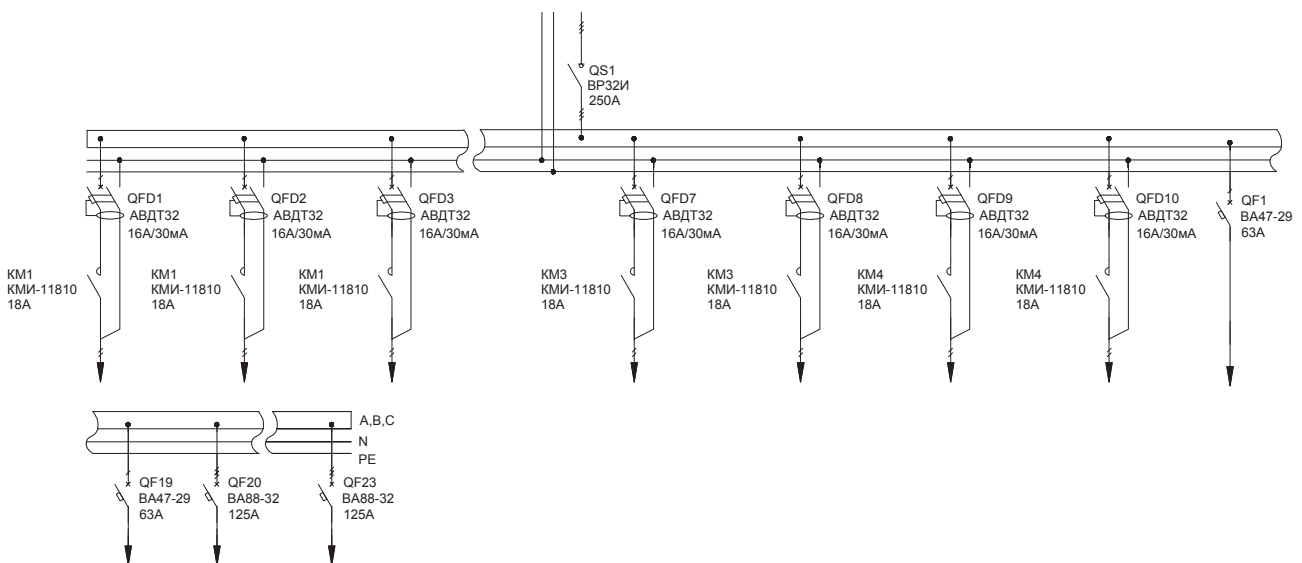 QS1
ВР32И
250А
QFD1
АВДТ32
16А/30мА
QFD2
АВДТ32
16А/30мА
QFD3
АВДТ32
16А/30мА
QFD7
АВДТ32
16А/30мА
QFD8
АВДТ32
16А/30мА
QFD9
АВДТ32
16А/30мА
QFD10
АВДТ32
16А/30мА
QF1
ВА47-29
63А
КМ1
КМИ-11810
18А
КМ1
КМИ-11810
18А
КМ1
КМИ-11810
18А
КМ3
КМИ-11810
18А
КМ3
КМИ-11810
18А
КМ4
КМИ-11810
18А
КМ4
КМИ-11810
18А
A,B,C
N
PE
QF19
ВА47-29
63А
QF20
ВА88-32
125А
QF23
ВА88-32
125А